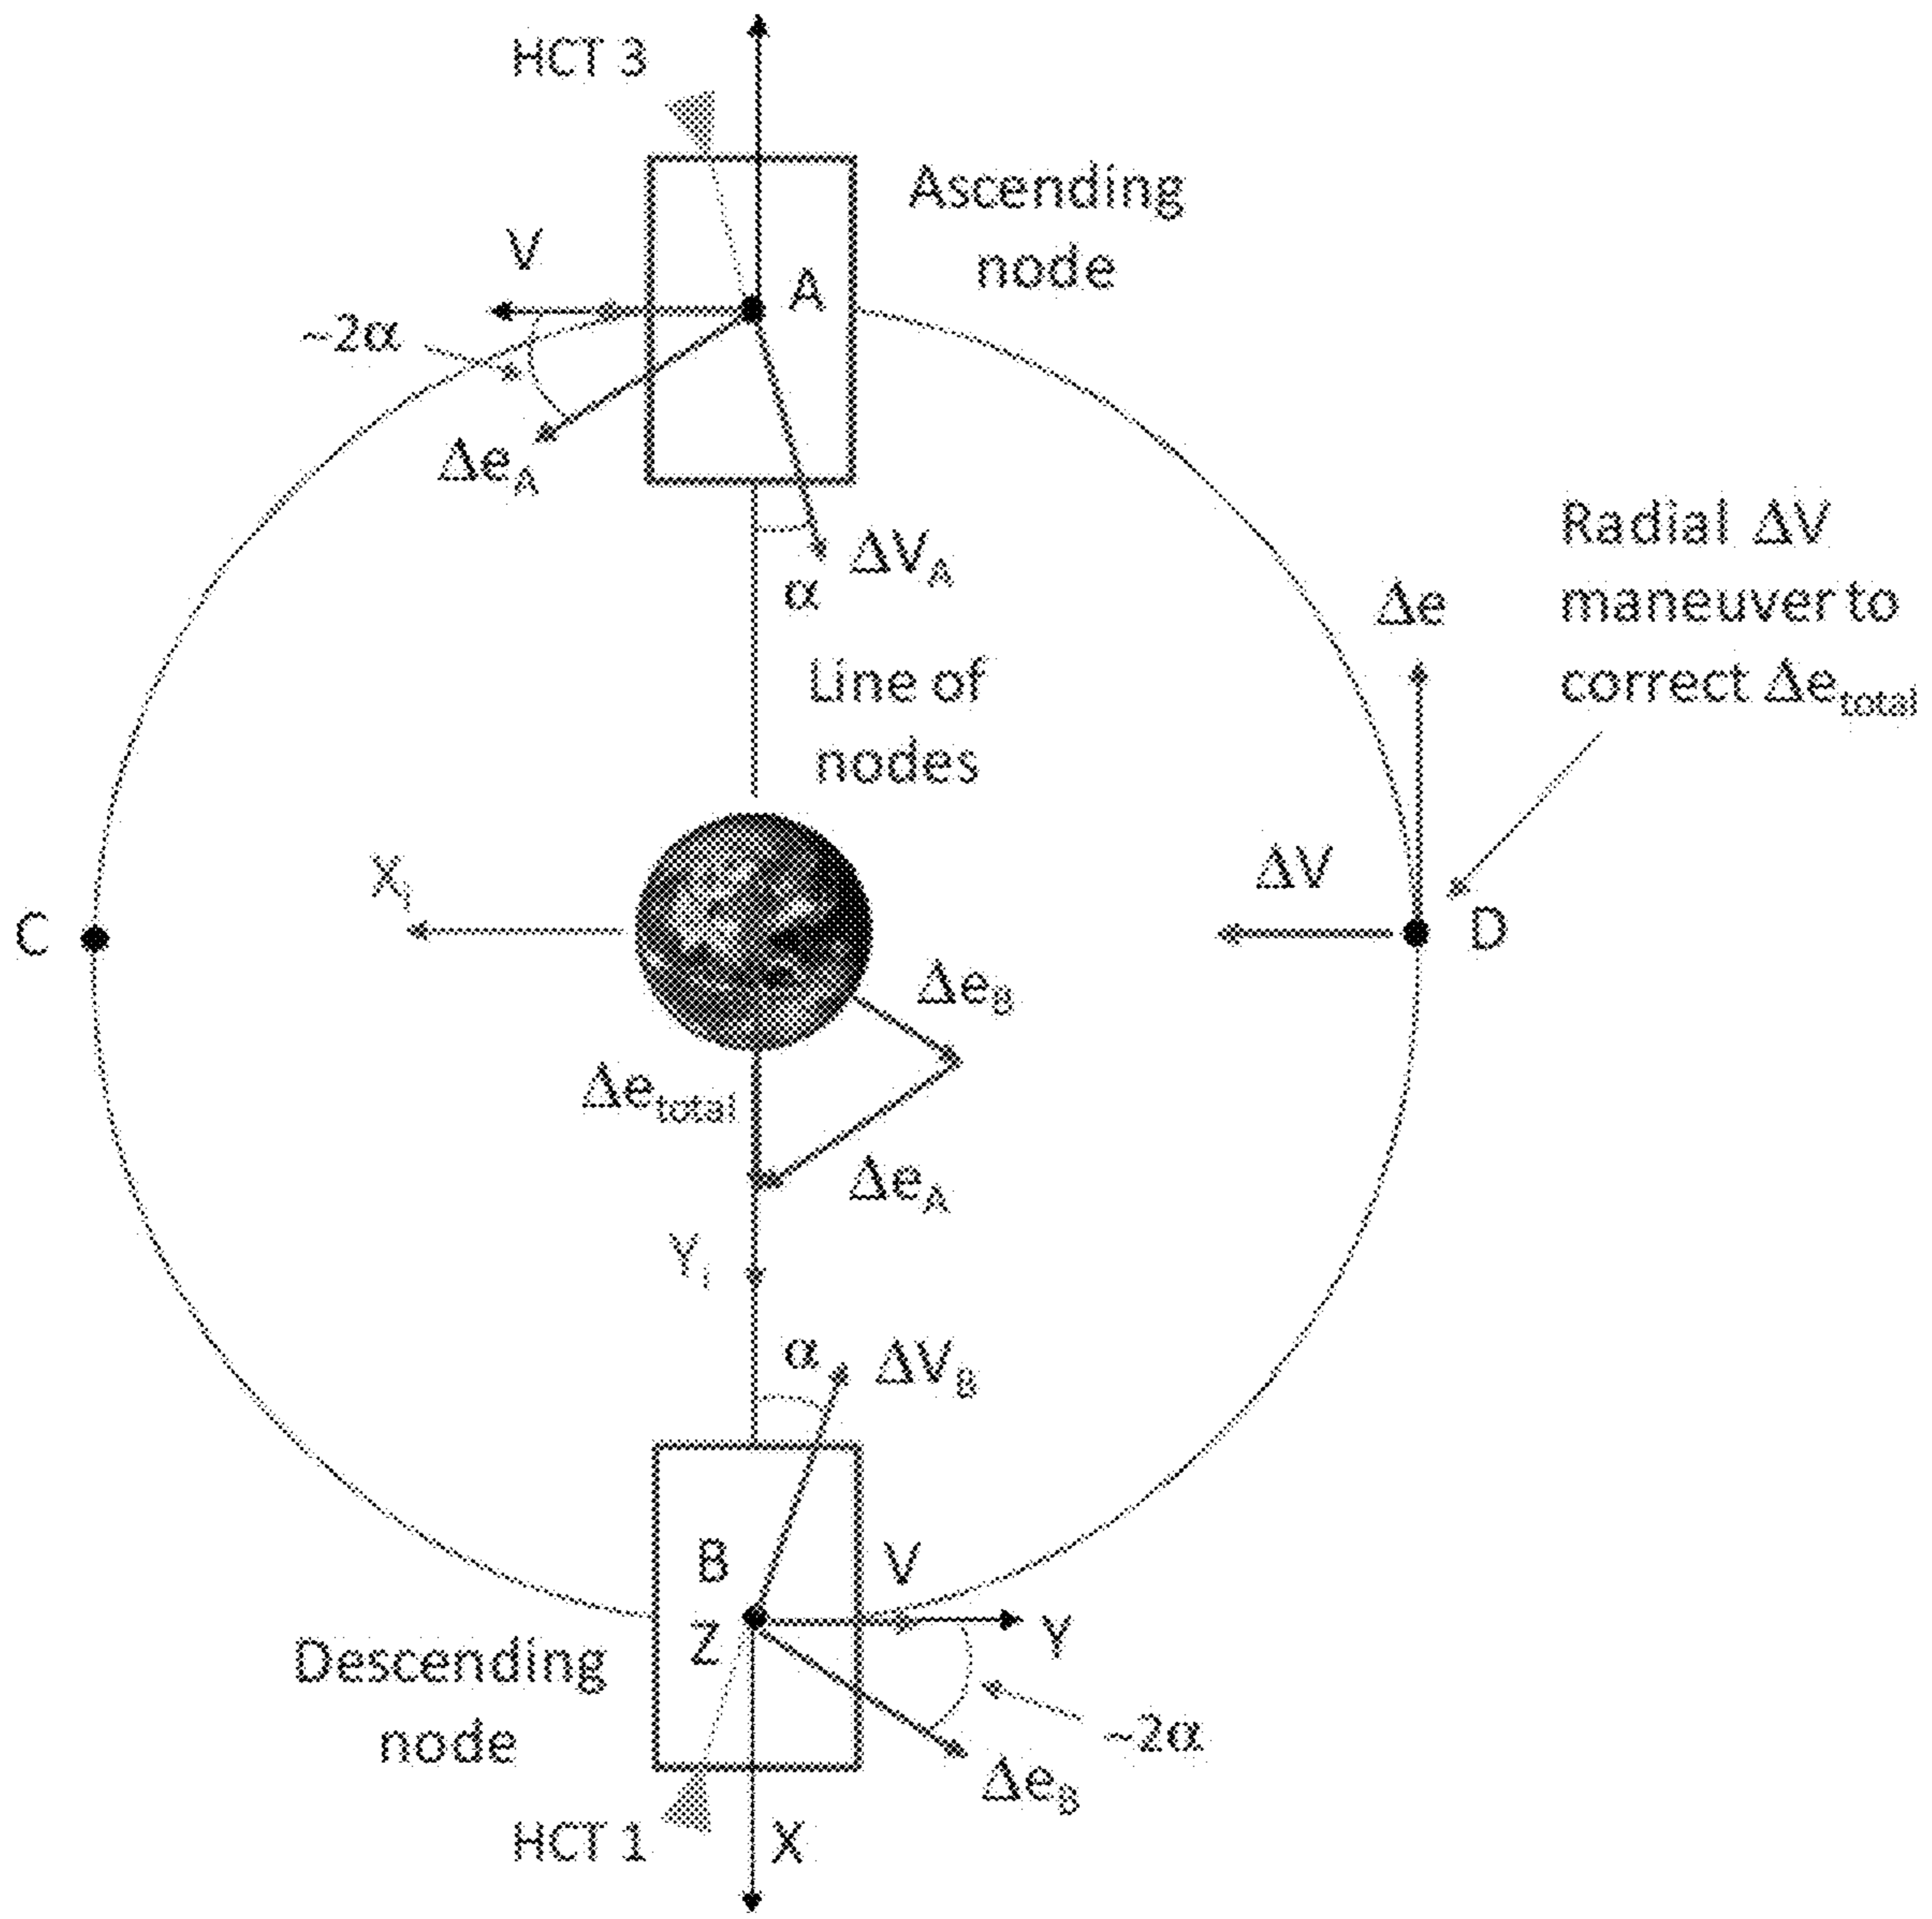 HCT 3
Ascending
node
V
A
~2α
ΔeA
ΔVA
α
Radial ΔV
maneuver to
correct Δetotal
Δe
Line of
nodes
Xi
ΔV
C
D
ΔeB
Δetotal
ΔeA
Yi
α
ΔVB
B
V
Z
Y
Descending
node
~2α
ΔeB
HCT 1
X